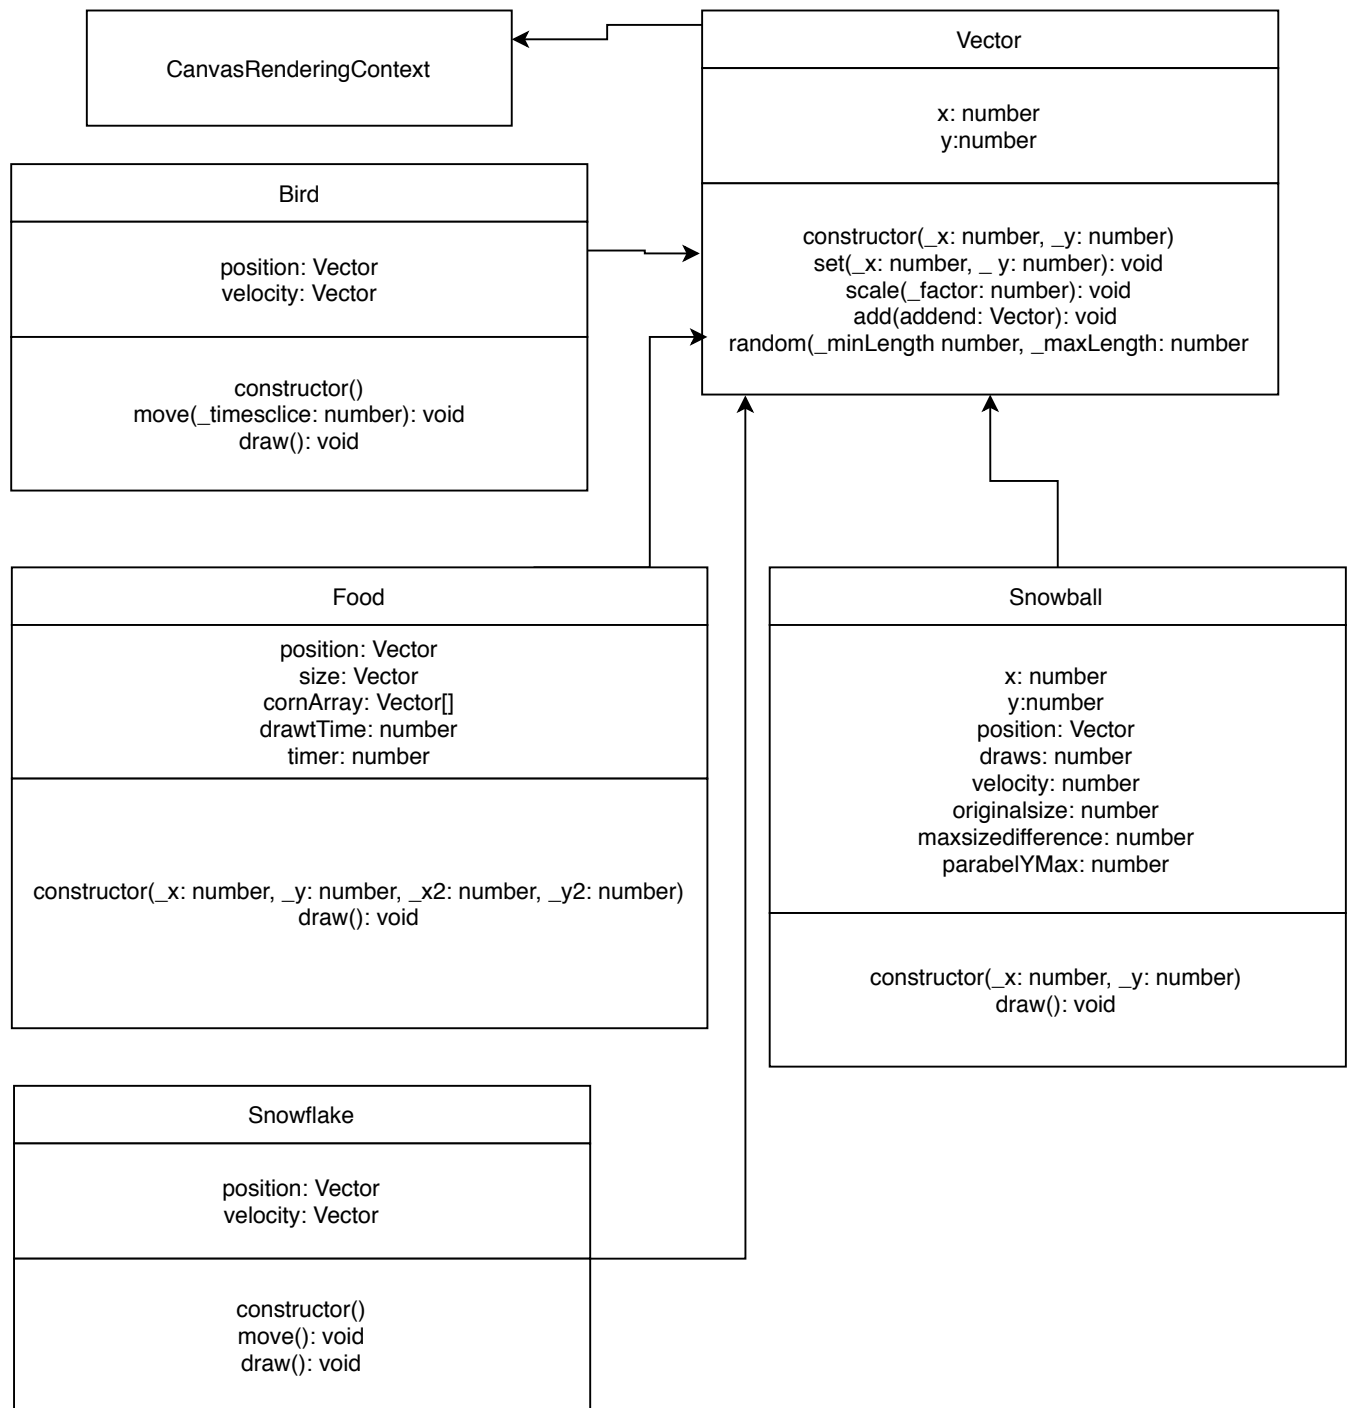 CanvasRenderingContext
Vector
x: number
y:number
constructor(_x: number, _y: number)
set(_x: number, _ y: number): void
scale(_factor: number): void
add(addend: Vector): void
random(_minLength number, _maxLength: number
Bird
position: Vector
velocity: Vector
constructor()
move(_timesclice: number): void
draw(): void
Food
position: Vector
size: Vector
cornArray: Vector[]
drawtTime: number
timer: number
constructor(_x: number, _y: number, _x2: number, _y2: number)
draw(): void
Snowball
x: number
y:number
position: Vector
draws: number
velocity: number
originalsize: number
maxsizedifference: number
parabelYMax: number
constructor(_x: number, _y: number)
draw(): void
Snowflake
position: Vector
velocity: Vector
constructor()
move(): void
draw(): void